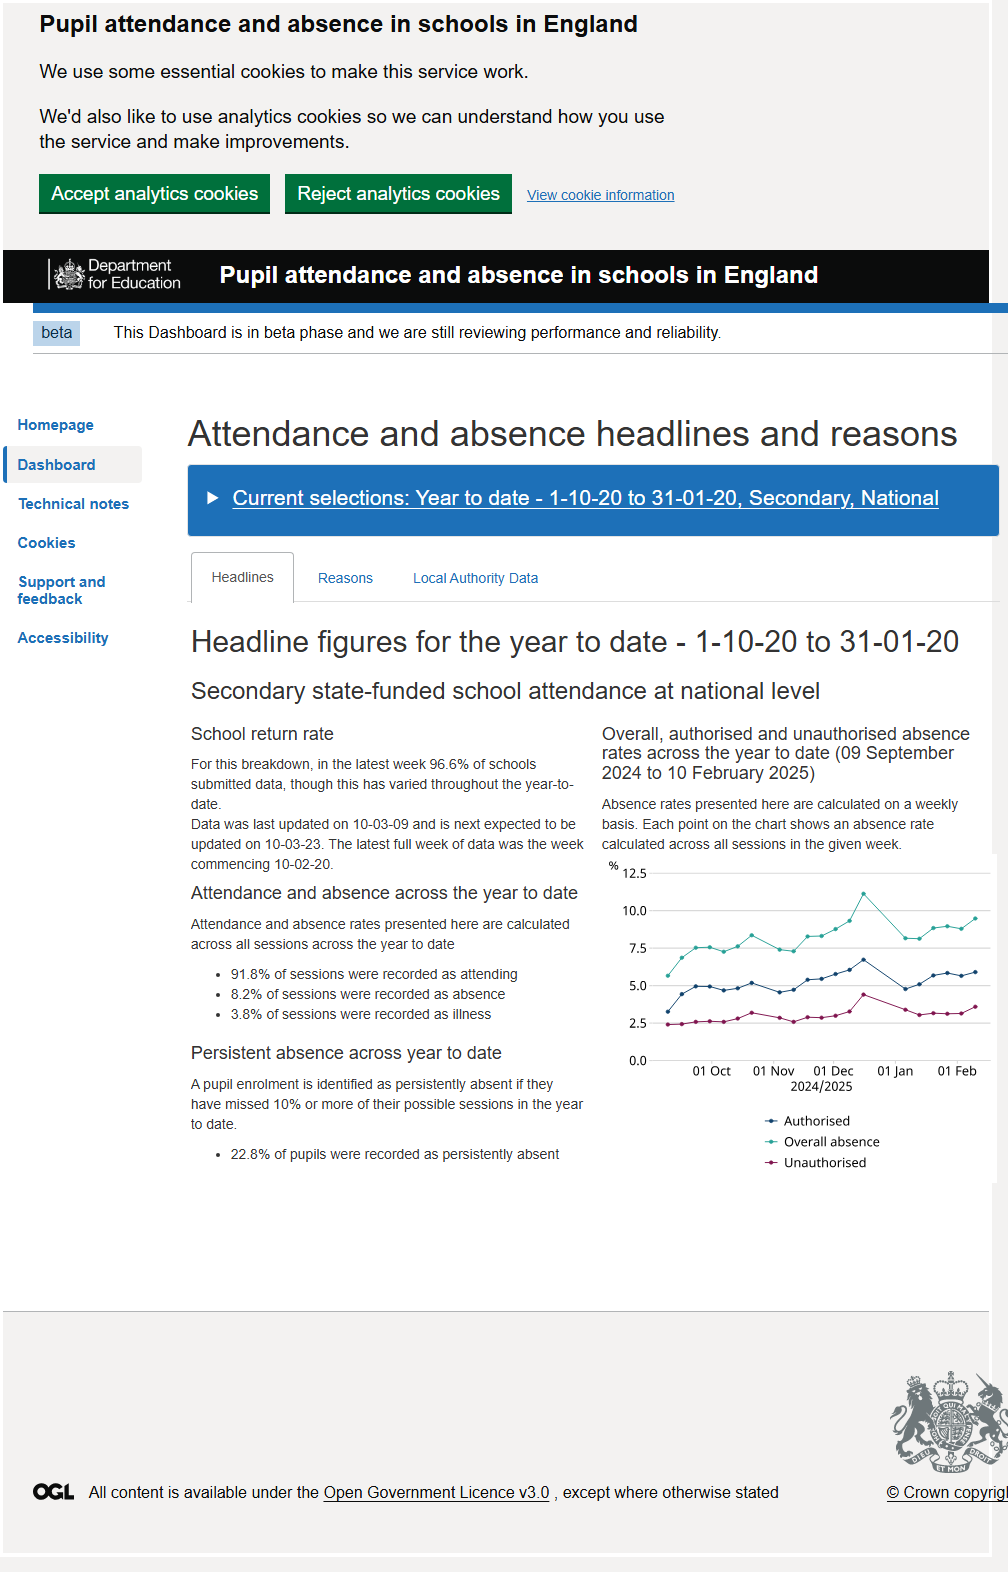 Pupil attendance and absence in schools in England
We use some essential cookies to make this service work.
We'd also like to use analytics cookies so we can understand how you use
the service and make improvements.
Accept analytics cookies Reject analytics cookies View cookie information
Department
for Education
Pupil attendance and absence in schools in England
beta This Dashboard is in beta phase and we are still reviewing performance and reliability.
Homepage
Dashboard
Technical notes
Cookies
Support and
feedback
Accessibility
Attendance and absence headlines and reasons
Current selections: Year to date - 1-10-20 to 31-01-20, Secondary, National
Headlines Reasons Local Authority Data
Headline figures for the year to date - 1-10-20 to 31-01-20
Secondary state-funded school attendance at national level
School return rate
For this breakdown, in the latest week 96.6% of schools
submitted data, though this has varied throughout the year-to-
date.
Data was last updated on 10-03-09 and is next expected to be
updated on 10-03-23. The latest full week of data was the week
commencing 10-02-20.
Attendance and absence across the year to date
Attendance and absence rates presented here are calculated
across all sessions across the year to date
• 91.8% of sessions were recorded as attending
• 8.2% of sessions were recorded as absence
• 3.8% of sessions were recorded as illness
Persistent absence across year to date
A pupil enrolment is identified as persistently absent if they
have missed 10% or more of their possible sessions in the year
to date.
• 22.8% of pupils were recorded as persistently absent
Overall, authorised and unauthorised absence
rates across the year to date (09 September
2024 to 10 February 2025)
Absence rates presented here are calculated on a weekly
basis. Each point on the chart shows an absence rate
calculated across all sessions in the given week.
%
12.5
10.0
7.5
5.0
2.5
0.0
01 Oct 01 Nov 01 Dec 01 Jan 01 Feb
2024/2025
Authorised
Overall absence
Unauthorised
DIEU ET MON DROIT
OGL All content is available under the Open Government Licence v3.0 , except where otherwise stated
© Crown copyrig